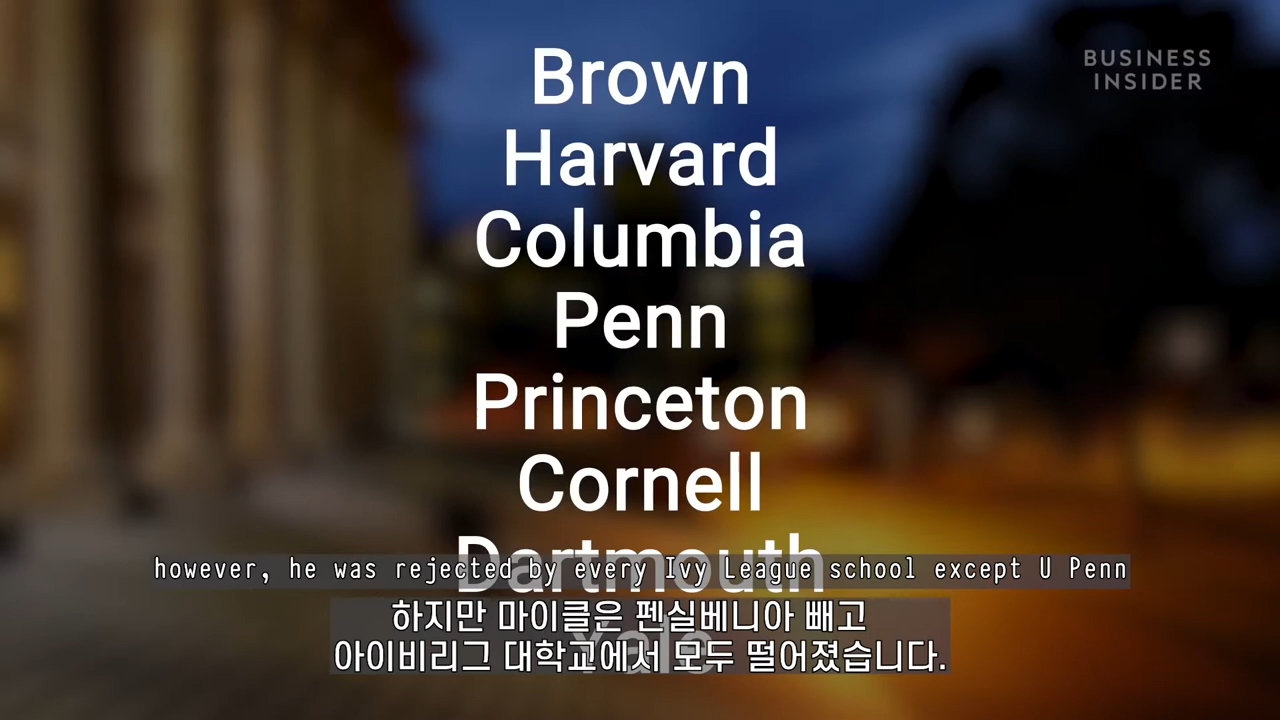 BUSINESS
INSIDER
Brown
Harvard
Columbia
Penn
Princeton
Cornell
Dartmouth
however, he was rejected by every Ivy League school except U Penn
하지만 마이클은 펜실베니아 빼고
Yale
아이비리그 대학교에서 모두 떨어졌습니다.